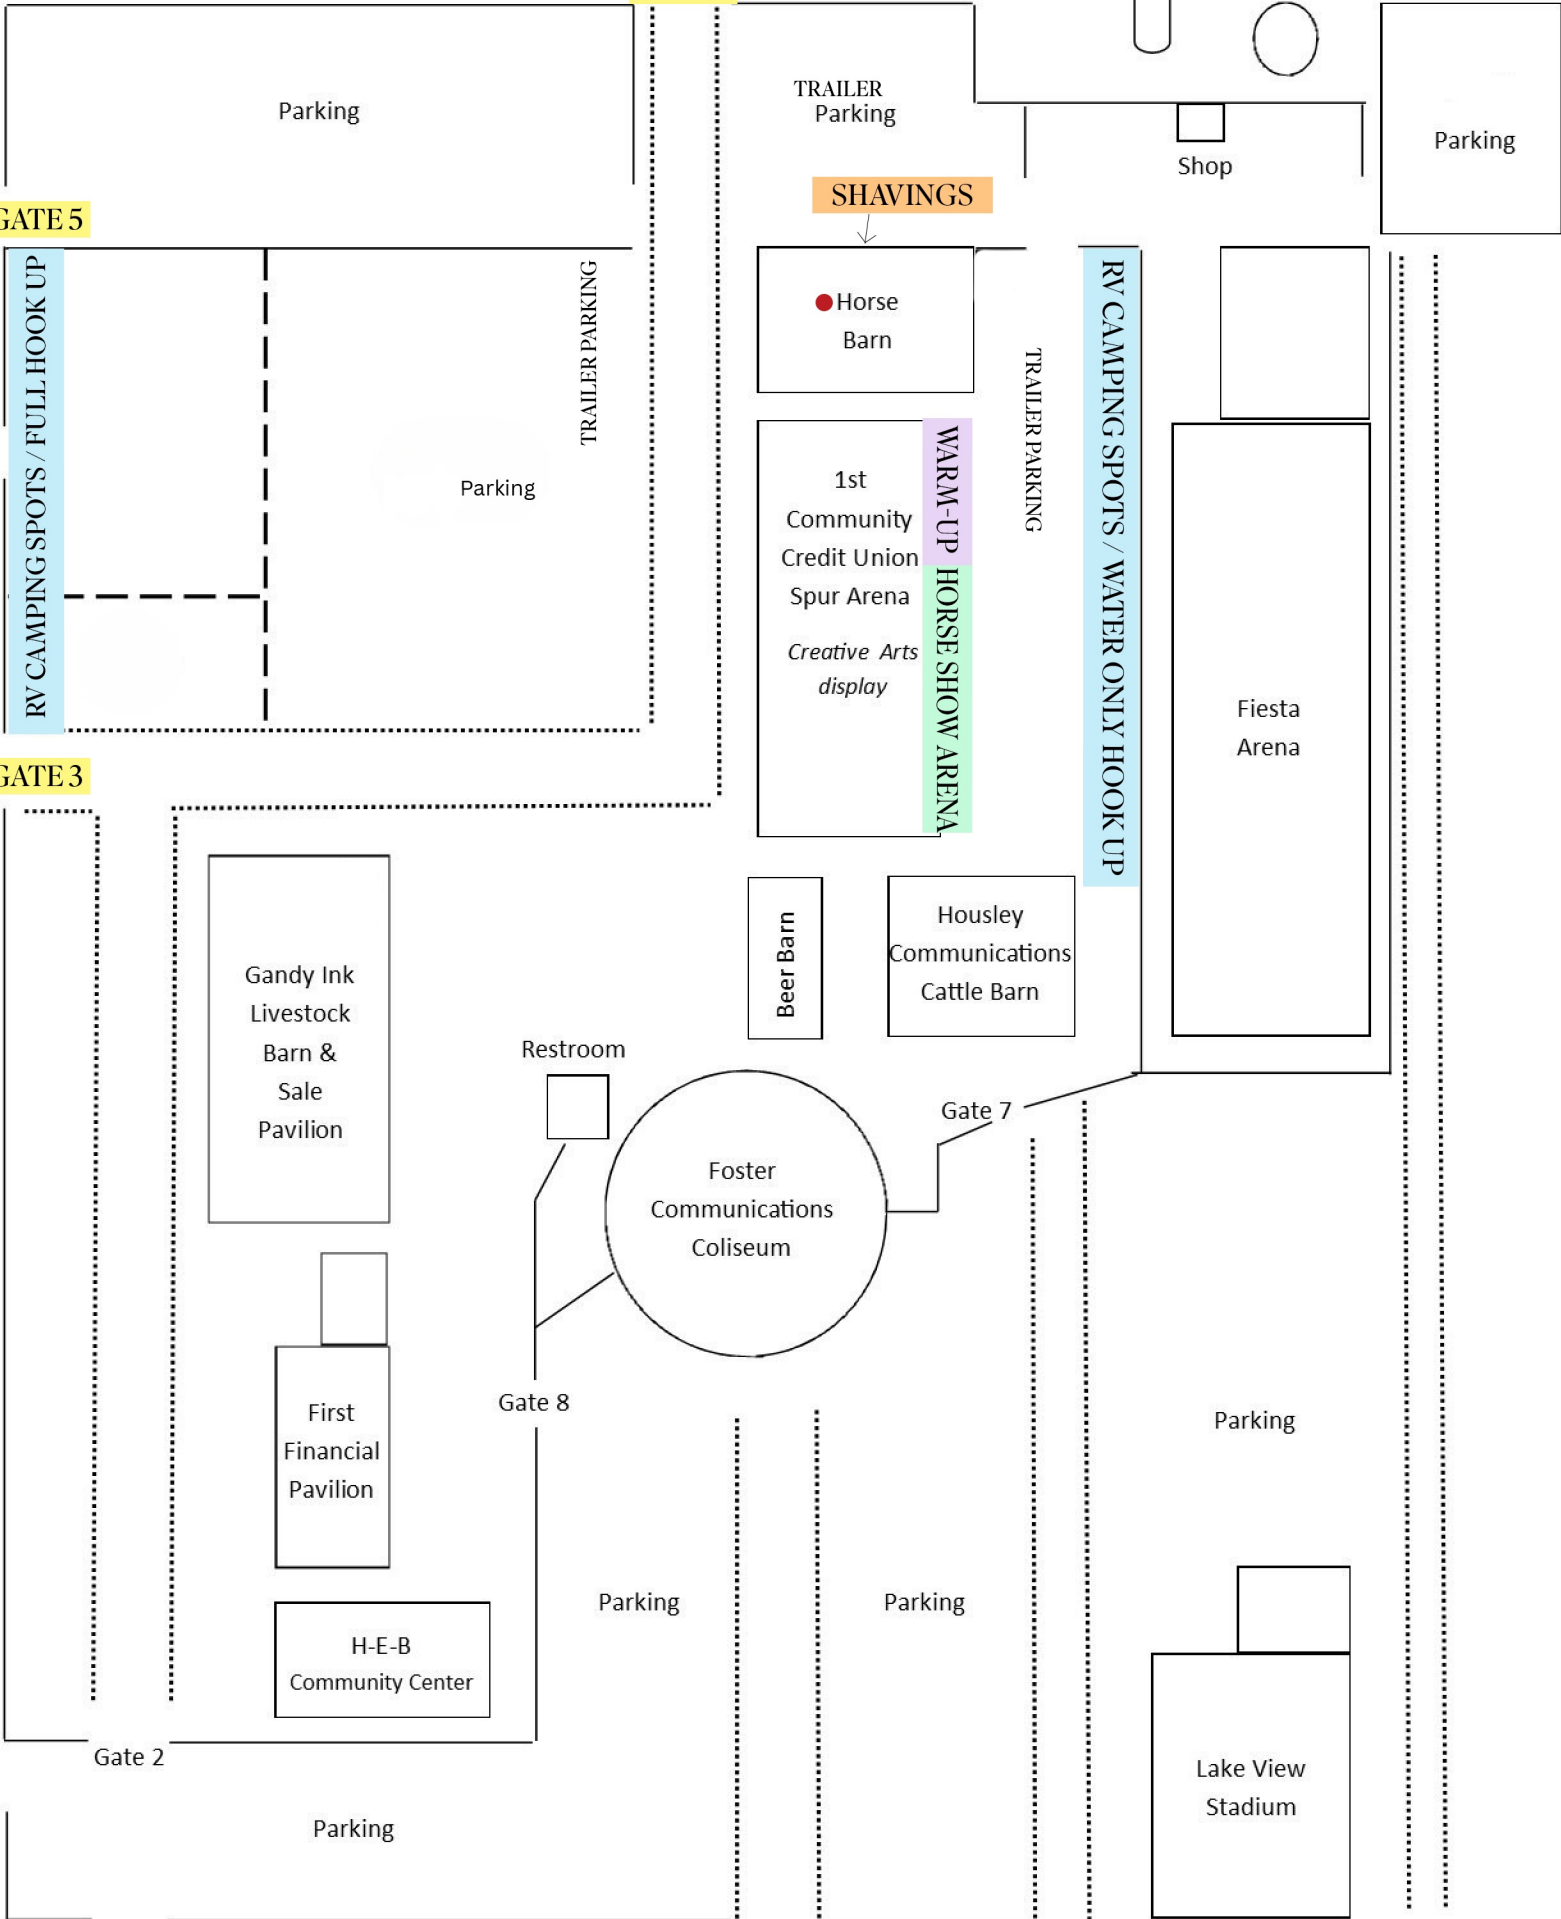 TRAILER
Parking
Parking
Parking
Shop
SHAVINGS
GATE 5
RV CAMPING SPOTS / FULL HOOK UP
TRAILER PARKING
Parking
Horse
Barn
TRAILER PARKING
RV CAMPING SPOTS / WATER ONLY HOOK UP
1st
Community
Credit Union
Spur Arena
Creative Arts
display
WARM-UP
HORSE SHOW ARENA
Fiesta
Arena
GATE 3
Gandy Ink
Livestock
Barn &
Sale
Pavilion
Beer Barn
Housley
Communications
Cattle Barn
Restroom
Gate 7
Foster
Communications
Coliseum
Gate 8
First
Financial
Pavilion
Parking
Parking
Parking
H-E-B
Community Center
Gate 2
Lake View
Stadium
Parking